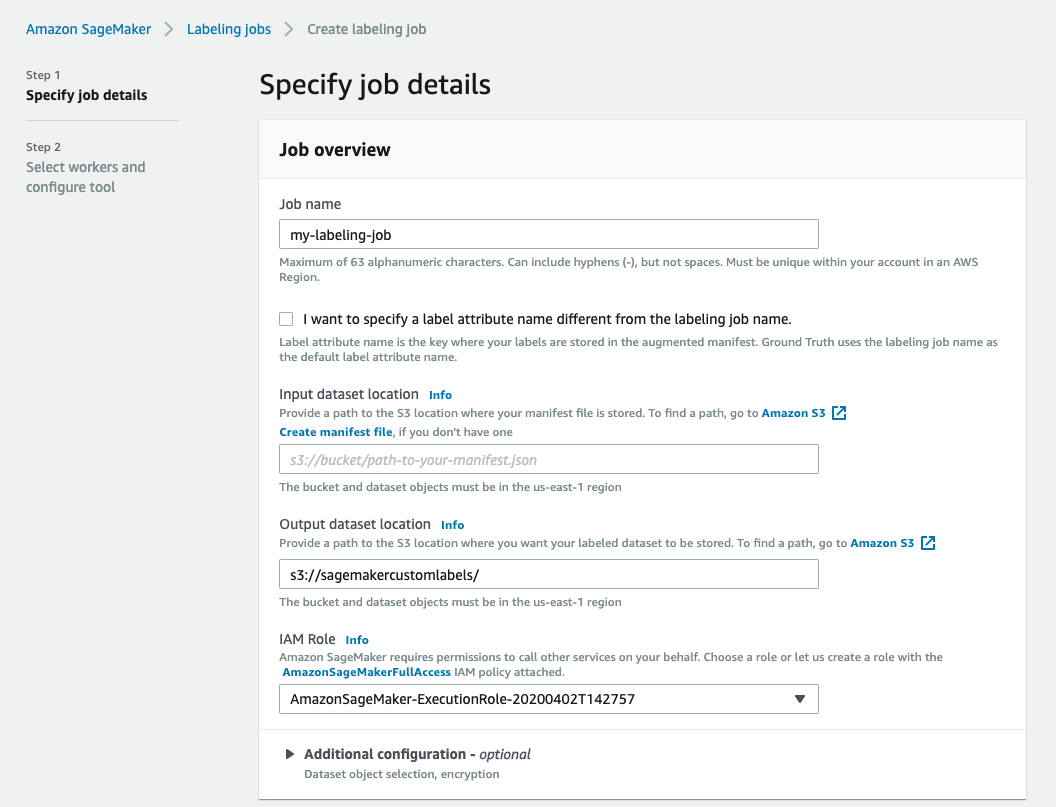 Amazon SageMaker > Labeling jobs > Create labeling job
Step 1
Specify job details
Step 2
Select workers and
configure tool
Specify job details
Job overview
Job name
my-labeling-job
Maximum of 63 alphanumeric characters. Can include hyphens (-), but not spaces. Must be unique within your account in an AWS
Region.
I want to specify a label attribute name different from the labeling job name.
Label attribute name is the key where your labels are stored in the augmented manifest. Ground Truth uses the labeling job name as
the default label attribute name.
Input dataset location Info
Provide a path to the S3 location where your manifest file is stored. To find a path, go to Amazon S3
Create manifest file, if you don't have one
s3://bucket/path-to-your-manifest.json
The bucket and dataset objects must be in the us-east-1 region
Output dataset location Info
Provide a path to the S3 location where you want your labeled dataset to be stored. To find a path, go to Amazon S3
s3://sagemakercustomlabels/
The bucket and dataset objects must be in the us-east-1 region
IAM Role Info
Amazon SageMaker requires permissions to call other services on your behalf. Choose a role or let us create a role with the
AmazonSageMakerFullAccess IAM policy attached.
AmazonSageMaker-ExecutionRole-20200402T142757
Additional configuration - optional
Dataset object selection, encryption